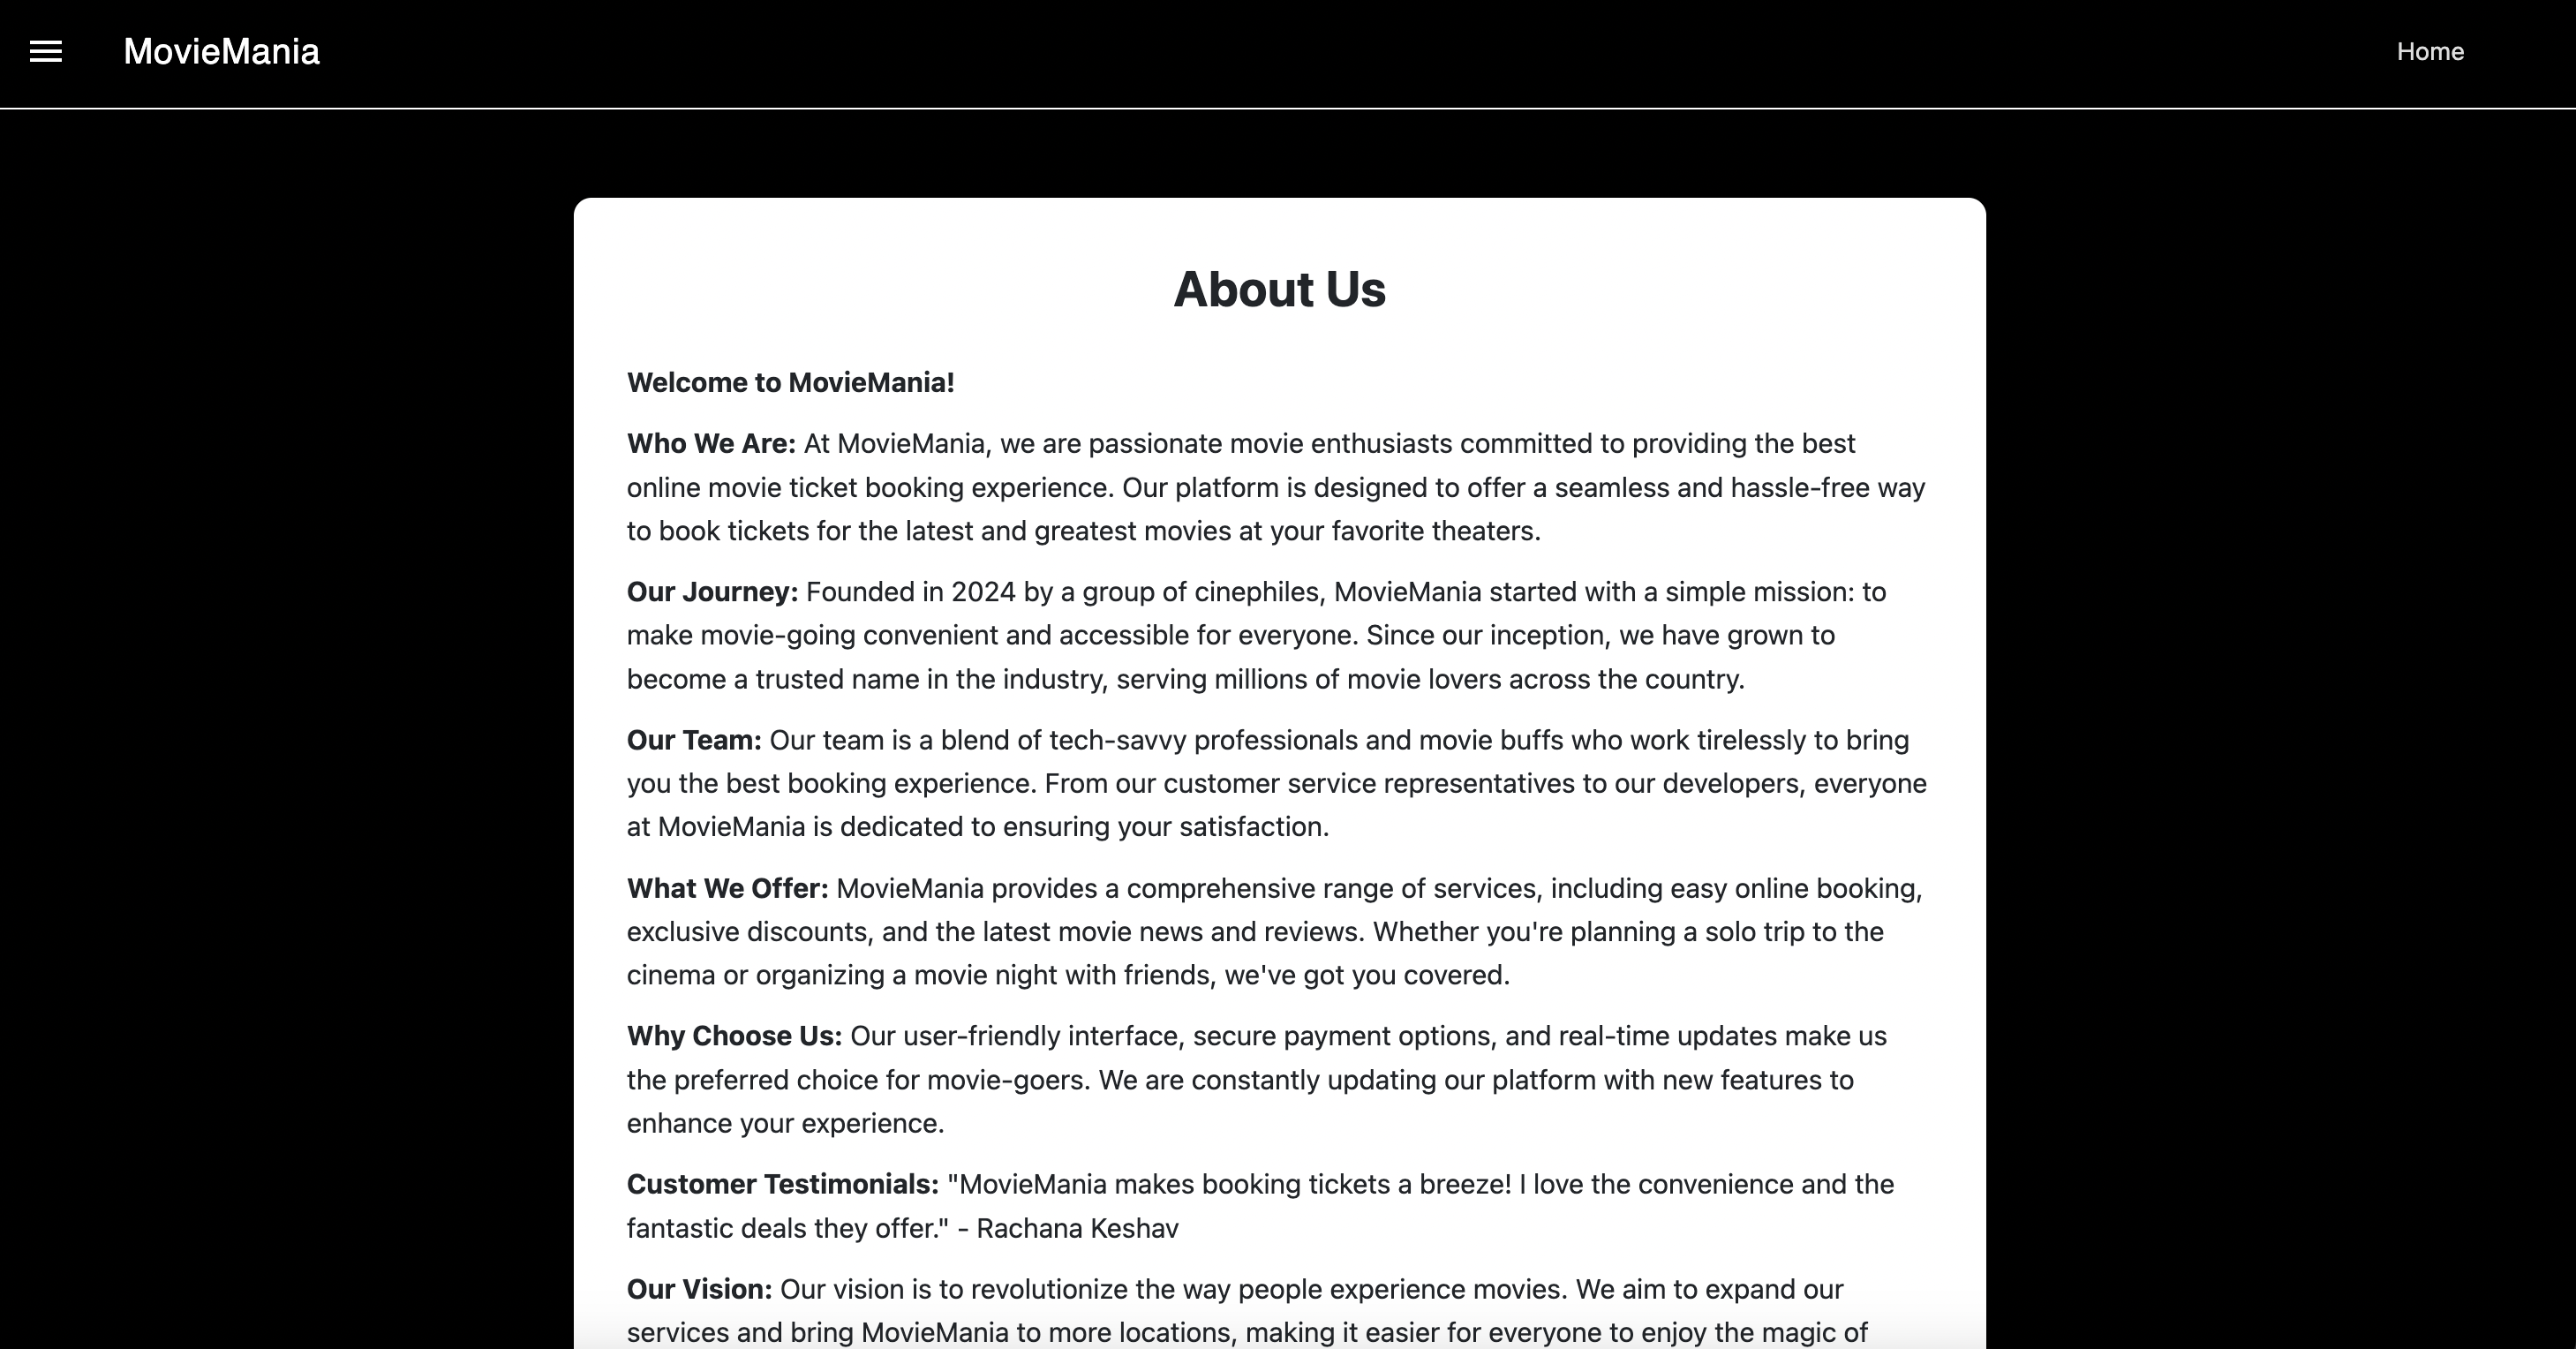 MovieMania
Home
About Us
Welcome to MovieMania!
Who We Are: At MovieMania, we are passionate movie enthusiasts committed to providing the best
online movie ticket booking experience. Our platform is designed to offer a seamless and hassle-free way
to book tickets for the latest and greatest movies at your favorite theaters.
Our Journey: Founded in 2024 by a group of cinephiles, MovieMania started with a simple mission: to
make movie-going convenient and accessible for everyone. Since our inception, we have grown to
become a trusted name in the industry, serving millions of movie lovers across the country.
Our Team: Our team is a blend of tech-savvy professionals and movie buffs who work tirelessly to bring
you the best booking experience. From our customer service representatives to our developers, everyone
at MovieMania is dedicated to ensuring your satisfaction.
What We Offer: MovieMania provides a comprehensive range of services, including easy online booking,
exclusive discounts, and the latest movie news and reviews. Whether you're planning a solo trip to the
cinema or organizing a movie night with friends, we've got you covered.
Why Choose Us: Our user-friendly interface, secure payment options, and real-time updates make us
the preferred choice for movie-goers. We are constantly updating our platform with new features to
enhance your experience.
Customer Testimonials: "MovieMania makes booking tickets a breeze! I love the convenience and the
fantastic deals they offer." - Rachana Keshav
Our Vision: Our vision is to revolutionize the way people experience movies. We aim to expand our
services and bring MovieMania to more locations, making it easier for everyone to enjoy the magic of